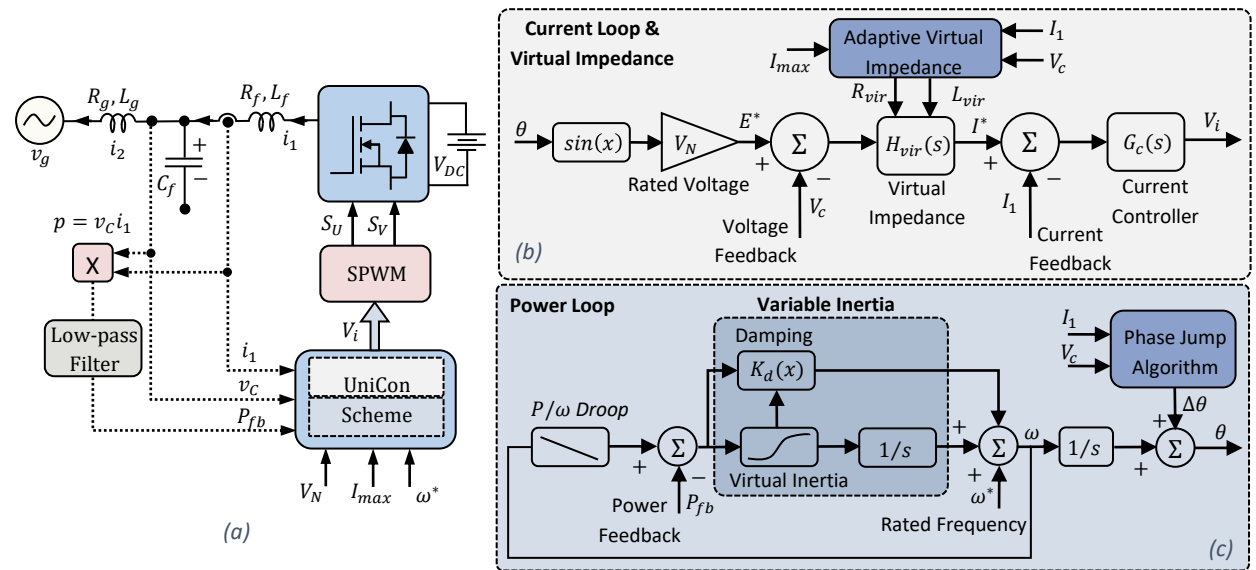 R_g, L_g
R_f, L_f
i_2
i_1
v_g
C_f
+
−
V_DC
p = v_C i_1
X
S_U
S_V
SPWM
Low-pass
Filter
V_i
i_1
v_C
P_fb
UniCon
Scheme
V_N
I_max
ω*
(a)
Current Loop &
Virtual Impedance
Adaptive Virtual
Impedance
I_max
I_1
V_c
R_vir
L_vir
θ
sin(x)
V_N
E*
Rated Voltage
+
Σ
−
V_c
Voltage
Feedback
H_vir(s)
Virtual
Impedance
I*
+
Σ
−
I_1
Current
Feedback
G_c(s)
Current
Controller
V_i
(b)
Power Loop
Variable Inertia
Damping
K_d(x)
P/ω Droop
+
Σ
−
Power
Feedback
P_fb
Virtual Inertia
1/s
+
Σ
+
ω
ω*
Rated Frequency
1/s
+
Σ
+
Δθ
θ
I_1
V_c
Phase Jump
Algorithm
(c)